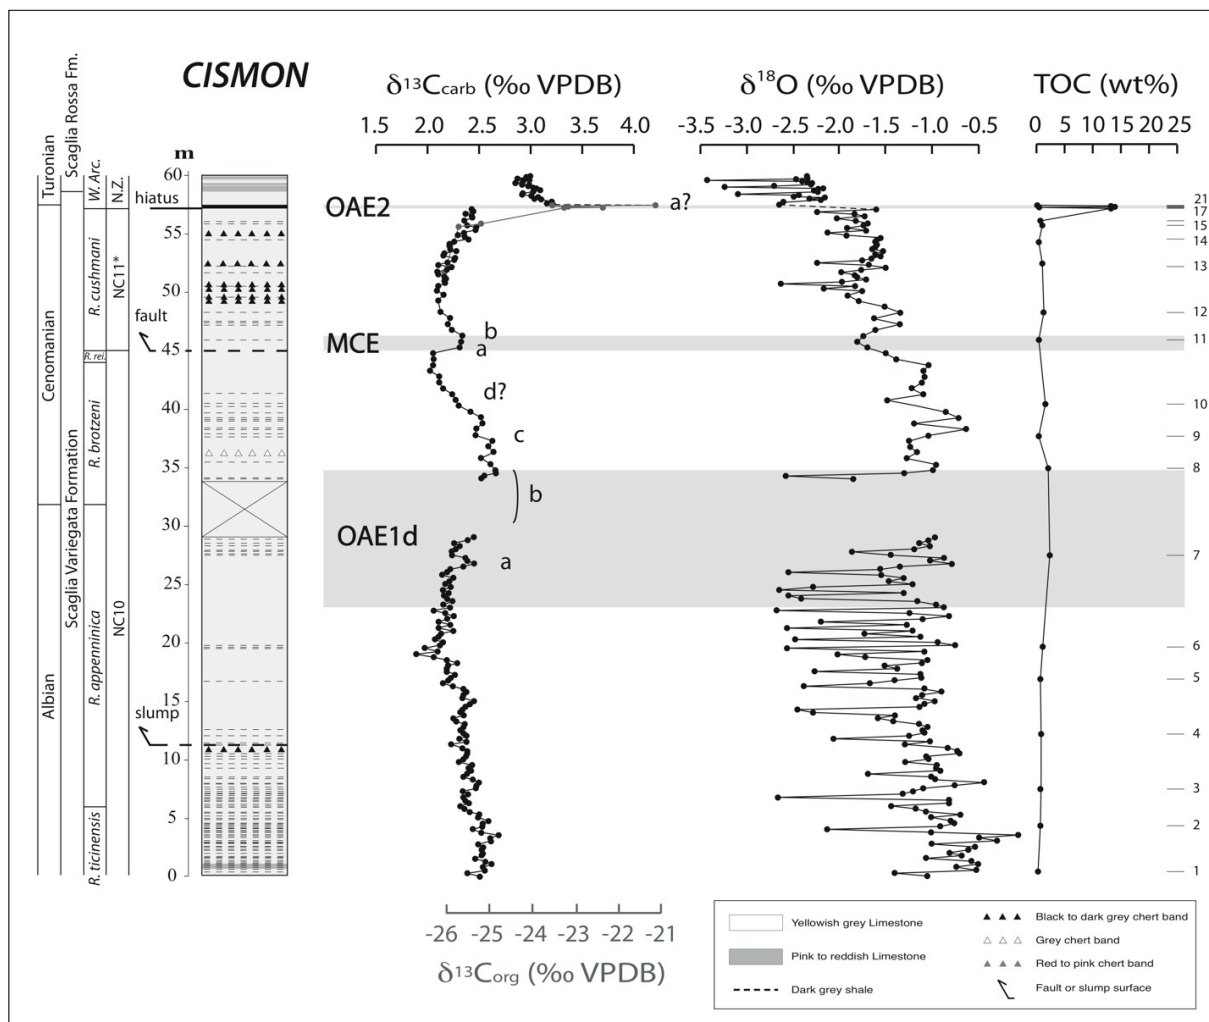 CISMON
δ13Ccarb (‰ VPDB)
δ18O (‰ VPDB)
TOC (wt%)
1.5 2.0 2.5 3.0 3.5 4.0
-3.5 -3.0 -2.5 -2.0 -1.5 -1.0 -0.5
0 5 10 15 20 25
Turonian
Cenomanian
Albian
Scaglia Rossa Fm.
Scaglia Variegata Formation
W. Arc.
R. cushmani
R. rei.
R. brotzeni
R. appenninica
R. ticinensis
N.Z.
NC11*
NC10
m
hiatus
fault
slump
60
55
50
45
40
35
30
25
20
15
10
5
0
OAE2
a?
MCE
b
a
d?
c
b
OAE1d
a
21
17
15
14
13
12
11
10
9
8
7
6
5
4
3
2
1
-26 -25 -24 -23 -22 -21
δ13Corg (‰ VPDB)
Yellowish grey Limestone
Pink to reddish Limestone
Dark grey shale
Black to dark grey chert band
Grey chert band
Red to pink chert band
Fault or slump surface